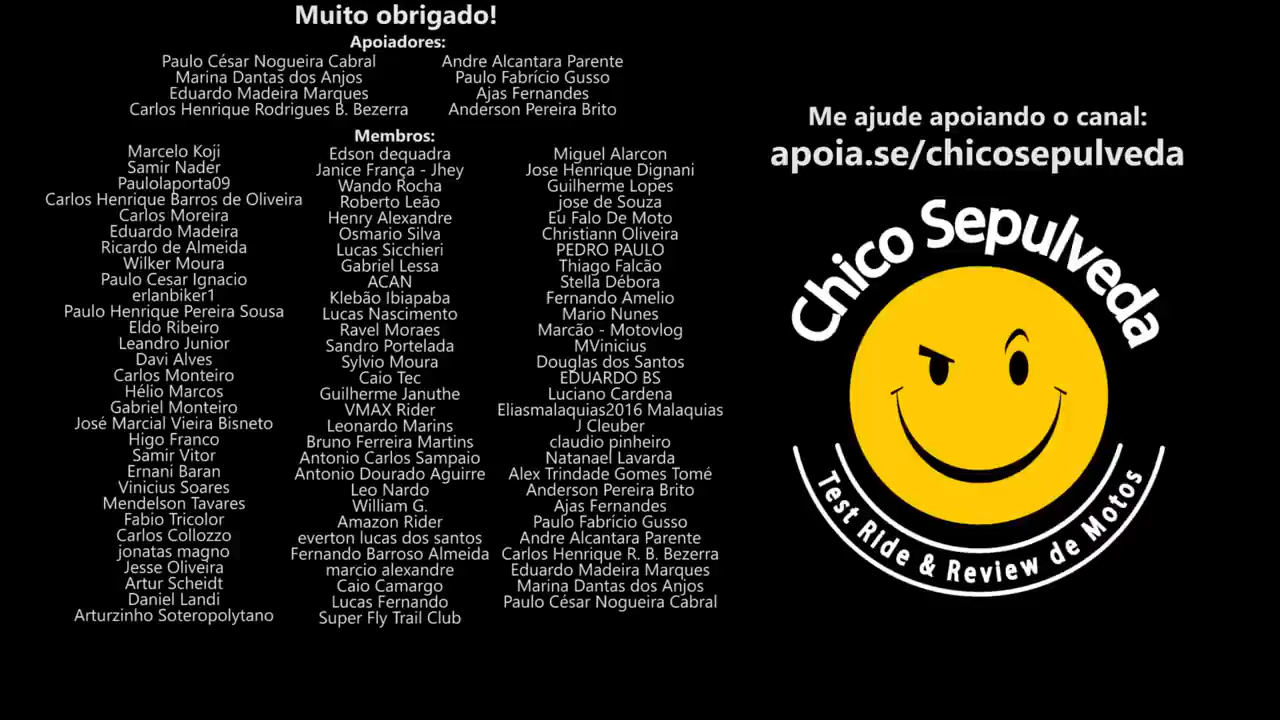 Muito obrigado!
Apoiadores:
Paulo César Nogueira Cabral
Marina Dantas dos Anjos
Eduardo Madeira Marques
Carlos Henrique Rodrigues B. Bezerra
Andre Alcantara Parente
Paulo Fabrício Gusso
Ajas Fernandes
Anderson Pereira Brito
Membros:
Marcelo Koji
Samir Nader
Paulolaporta09
Carlos Henrique Barros de Oliveira
Carlos Moreira
Eduardo Madeira
Ricardo de Almeida
Wilker Moura
Paulo Cesar Ignacio
erlanbiker1
Paulo Henrique Pereira Sousa
Eldo Ribeiro
Leandro Junior
Davi Alves
Carlos Monteiro
Hélio Marcos
Gabriel Monteiro
José Marcial Vieira Bisneto
Higo Franco
Samir Vitor
Ernani Baran
Vinicius Soares
Mendelson Tavares
Fabio Tricolor
Carlos Collozzo
jonatas magno
Jesse Oliveira
Artur Scheidt
Daniel Landi
Arturzinho Soteropolytano
Edson dequadra
Janice França - Jhey
Wando Rocha
Roberto Leão
Henry Alexandre
Osmario Silva
Lucas Sicchieri
Gabriel Lessa
ACAN
Klebão Ibiapaba
Lucas Nascimento
Ravel Moraes
Sandro Portelada
Sylvio Moura
Caio Tec
Guilherme Januthe
VMAX Rider
Leonardo Marins
Bruno Ferreira Martins
Antonio Carlos Sampaio
Antonio Dourado Aguirre
Leo Nardo
William G.
Amazon Rider
everton lucas dos santos
Fernando Barroso Almeida
marcio alexandre
Caio Camargo
Lucas Fernando
Super Fly Trail Club
Miguel Alarcon
Jose Henrique Dignani
Guilherme Lopes
jose de Souza
Eu Falo De Moto
Christiann Oliveira
PEDRO PAULO
Thiago Falcão
Stella Débora
Fernando Amelio
Mario Nunes
Marcão - Motovlog
MVinicius
Douglas dos Santos
EDUARDO BS
Luciano Cardena
Eliasmalaquias2016 Malaquias
J Cleuber
claudio pinheiro
Natanael Lavarda
Alex Trindade Gomes Tomé
Anderson Pereira Brito
Ajas Fernandes
Paulo Fabrício Gusso
Andre Alcantara Parente
Carlos Henrique R. B. Bezerra
Eduardo Madeira Marques
Marina Dantas dos Anjos
Paulo César Nogueira Cabral
Me ajude apoiando o canal:
apoia.se/chicosepulveda
Chico Sepulveda
Test Ride & Review de Motos